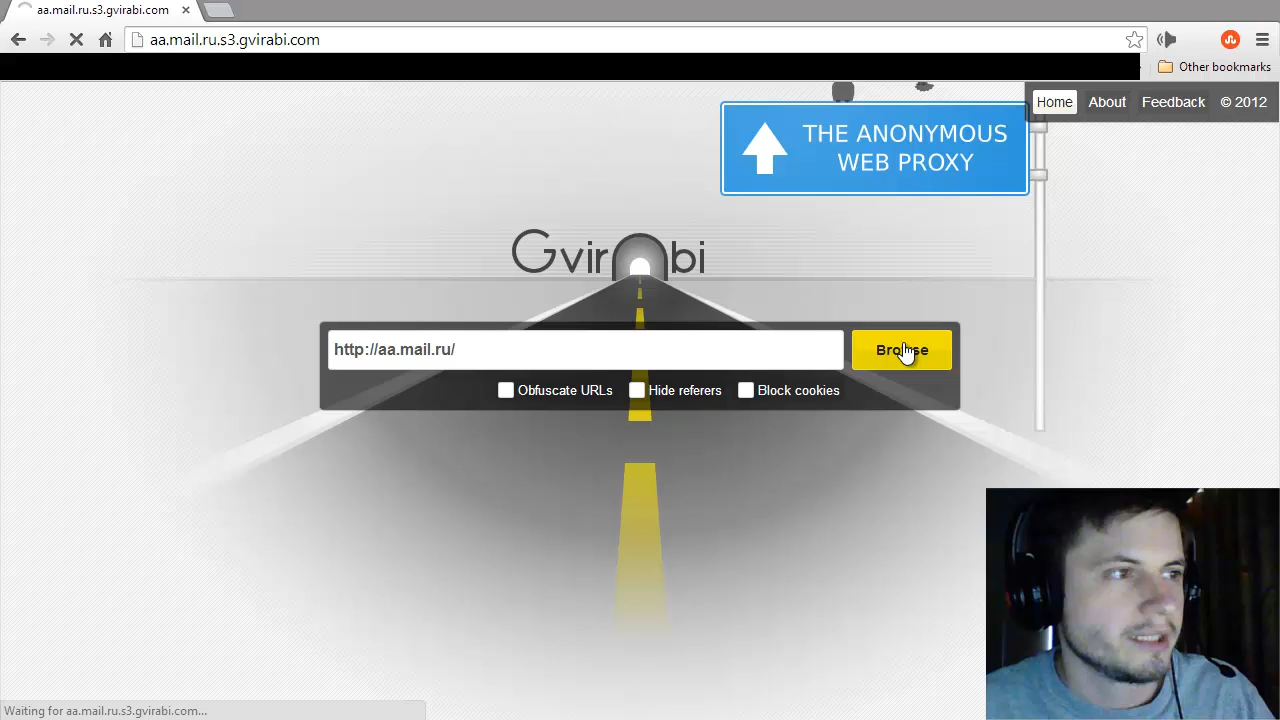 aa.mail.ru.s3.gvirabi.com
aa.mail.ru.s3.gvirabi.com
Other bookmarks
Home About Feedback © 2012
THE ANONYMOUS
WEB PROXY
Gvirabi
http://aa.mail.ru/
Browse
Obfuscate URLs Hide referers Block cookies
Waiting for aa.mail.ru.s3.gvirabi.com...